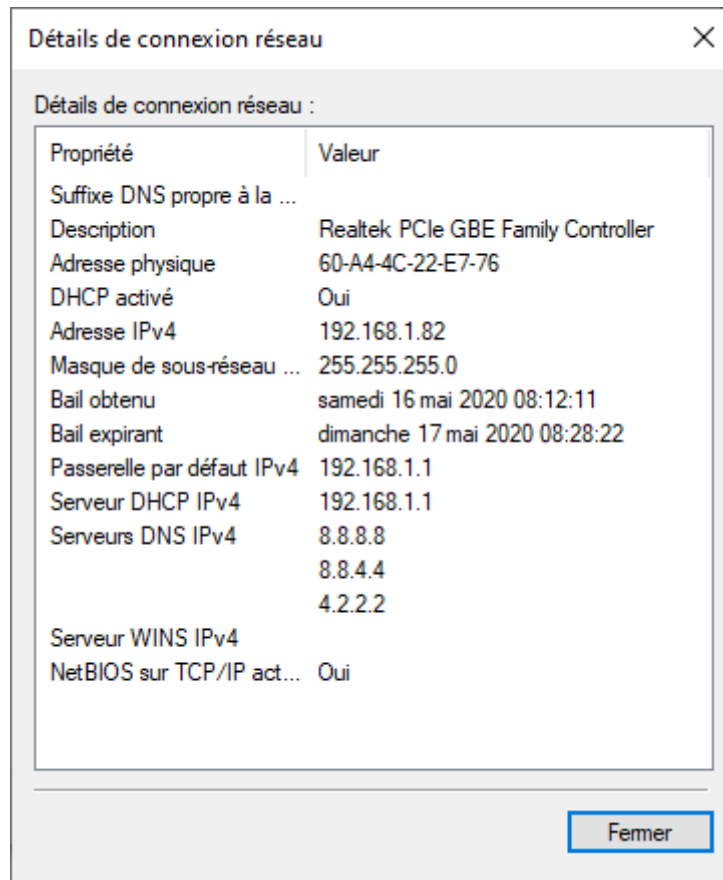 Détails de connexion réseau
Détails de connexion réseau :
Propriété Valeur
Suffixe DNS propre à la ...
Description Realtek PCIe GBE Family Controller
Adresse physique 60-A4-4C-22-E7-76
DHCP activé Oui
Adresse IPv4 192.168.1.82
Masque de sous-réseau ... 255.255.255.0
Bail obtenu samedi 16 mai 2020 08:12:11
Bail expirant dimanche 17 mai 2020 08:28:22
Passerelle par défaut IPv4 192.168.1.1
Serveur DHCP IPv4 192.168.1.1
Serveurs DNS IPv4 8.8.8.8
8.8.4.4
4.2.2.2
Serveur WINS IPv4
NetBIOS sur TCP/IP act... Oui
Fermer